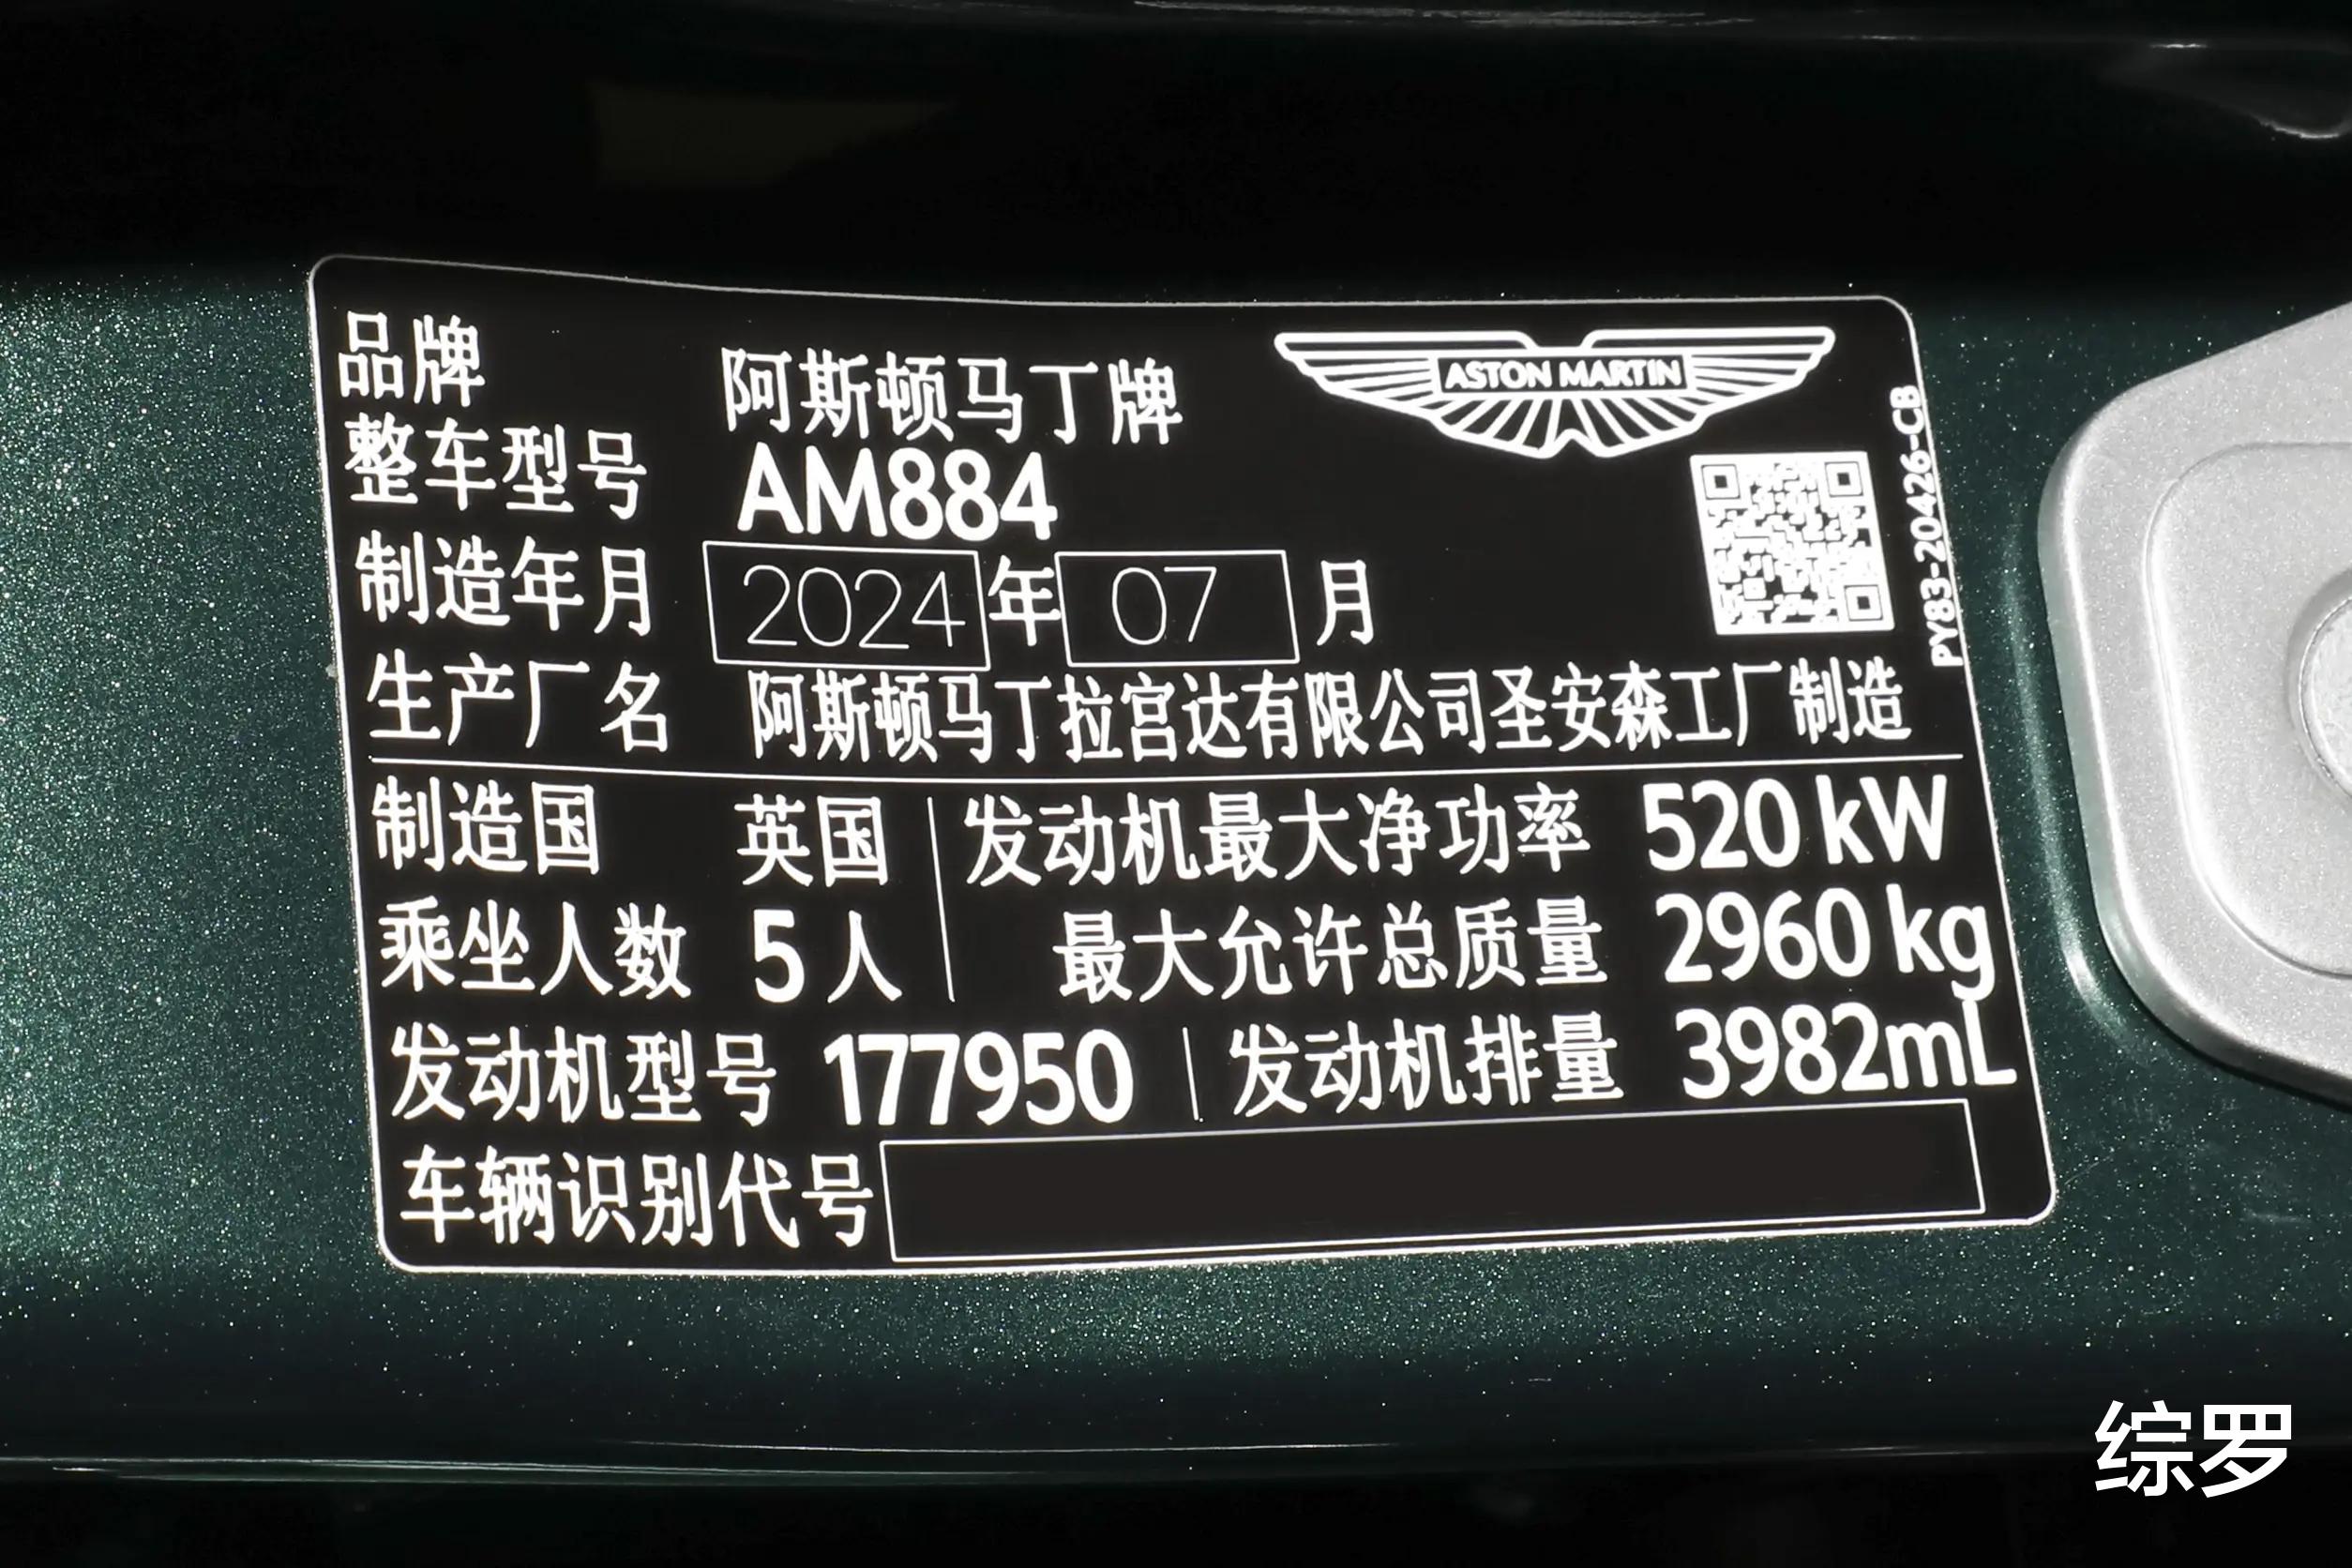 品牌 阿斯顿马丁牌 ASTON MARTIN
整车型号 AM884
制造年月 2024 年 07 月
PY83-20426-CB
生产厂名 阿斯顿马丁拉宫达有限公司圣安森工厂制造
制造国 英国 发动机最大净功率 520 kW
乘坐人数 5 人 最大允许总质量 2960 kg
发动机型号 177950 发动机排量 3982mL
车辆识别代号
综罗